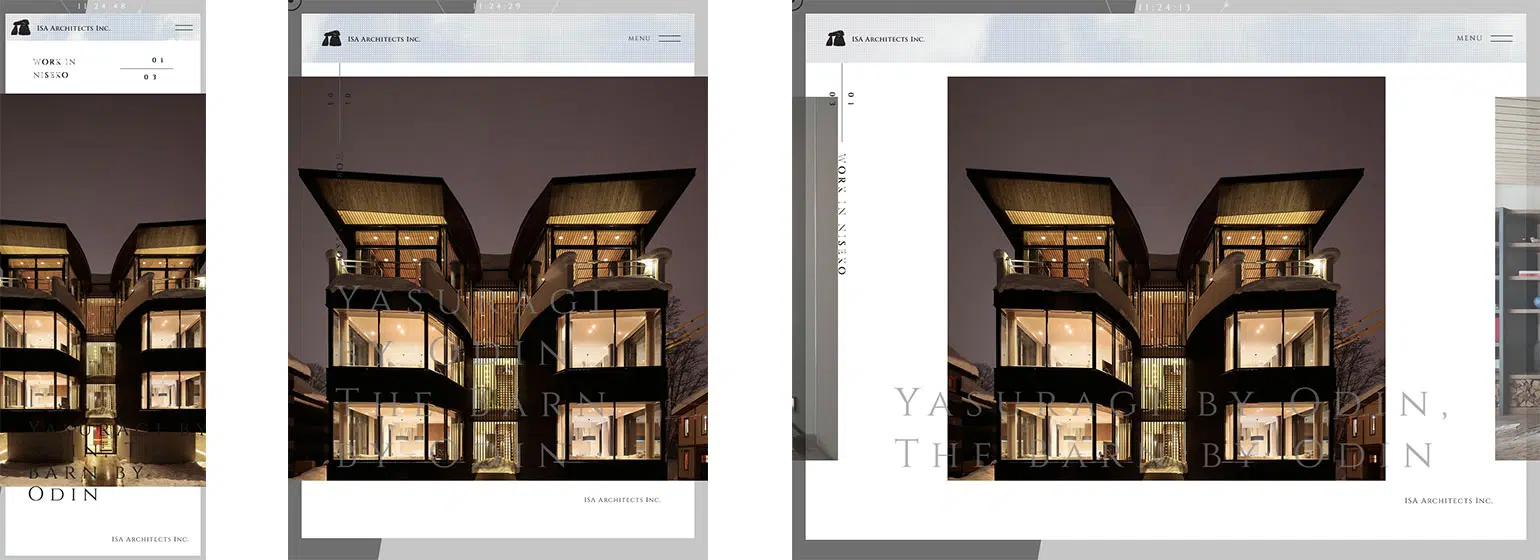 11:24:48
ISA ARCHITECTS INC.
WORK IN
NISEKO
01
03
YASURAGI BY
BARN BY
ODIN
ISA ARCHITECTS INC.
11:24:29
ISA ARCHITECTS INC.
MENU
01
03
YASURAGI
BY ODIN,
THE BARN
BY ODIN
ISA ARCHITECTS INC.
11:24:13
ISA ARCHITECTS INC.
MENU
01
03
WORK IN NISEKO
YASURAGI BY ODIN,
THE BARN BY ODIN
ISA ARCHITECTS INC.